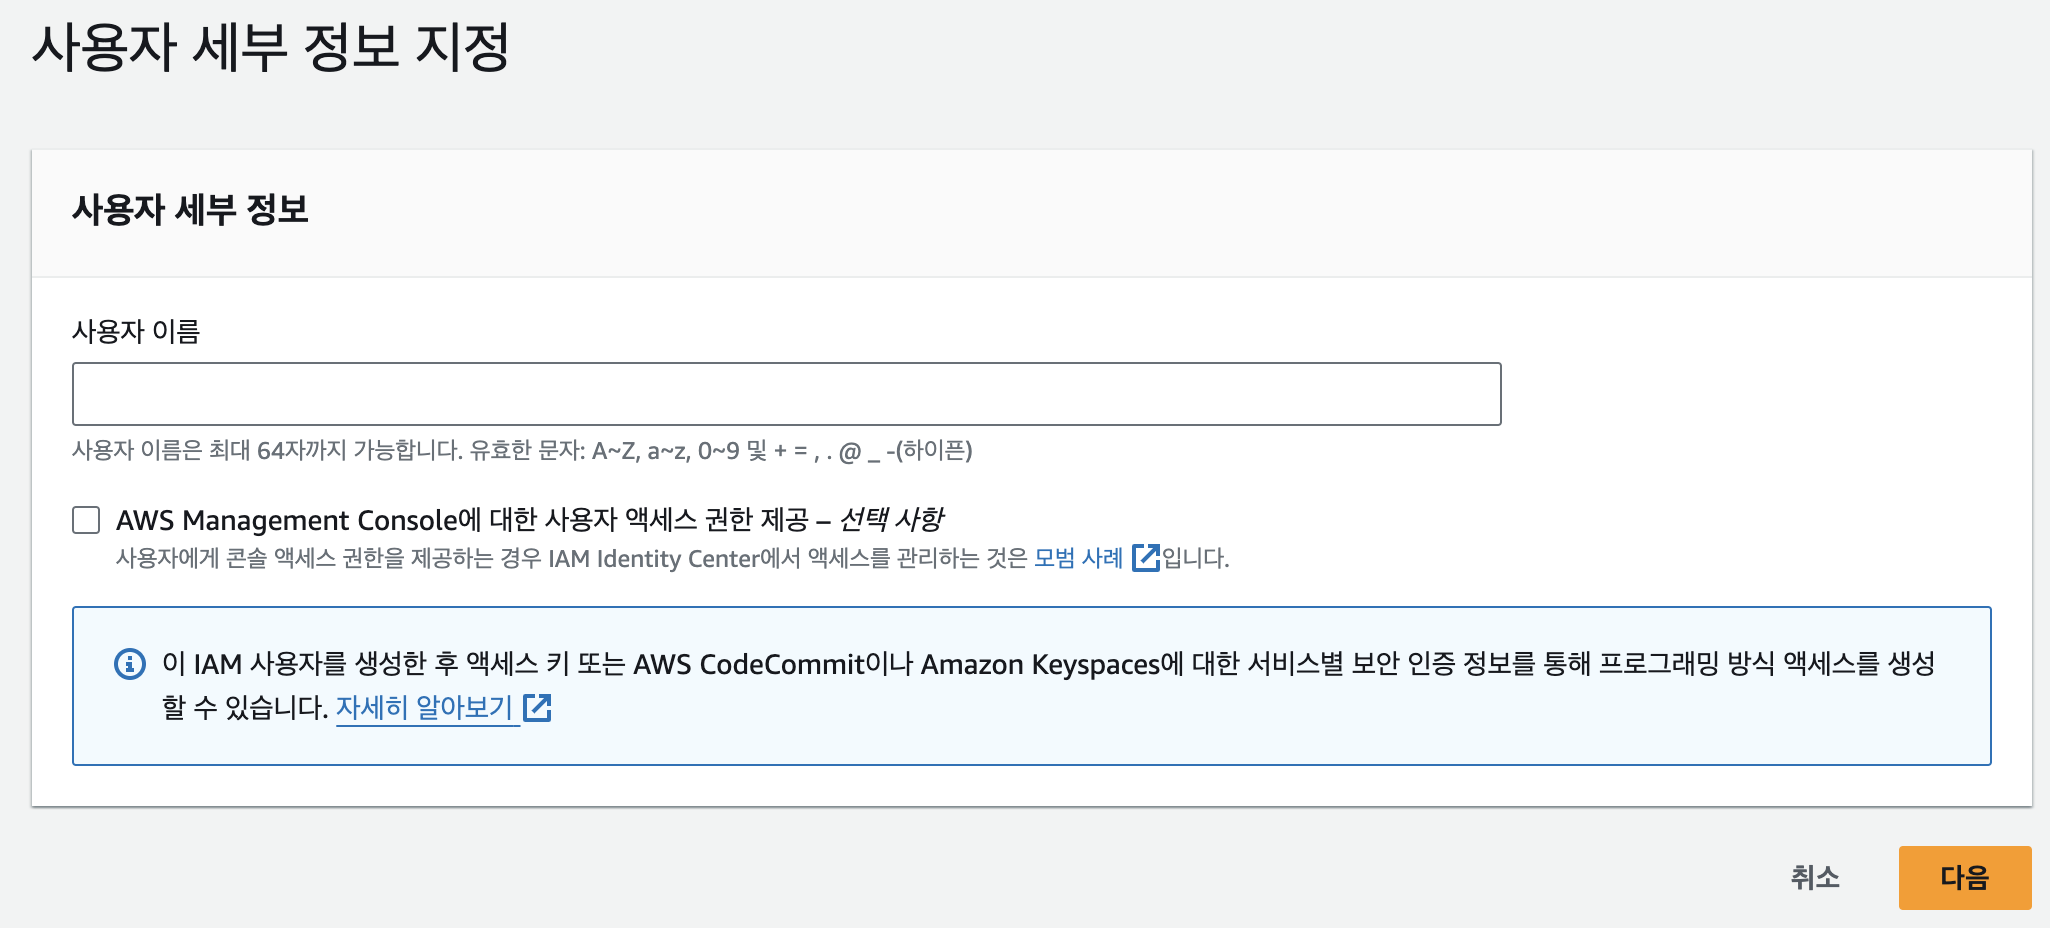 사용자 세부 정보 지정
사용자 세부 정보
사용자 이름
사용자 이름은 최대 64자까지 가능합니다. 유효한 문자: A~Z, a~z, 0~9 및 + = , . @ _ -(하이픈)
AWS Management Console에 대한 사용자 액세스 권한 제공 – 선택 사항
사용자에게 콘솔 액세스 권한을 제공하는 경우 IAM Identity Center에서 액세스를 관리하는 것은 모범 사례 입니다.
이 IAM 사용자를 생성한 후 액세스 키 또는 AWS CodeCommit이나 Amazon Keyspaces에 대한 서비스별 보안 인증 정보를 통해 프로그래밍 방식 액세스를 생성
할 수 있습니다. 자세히 알아보기
취소
다음